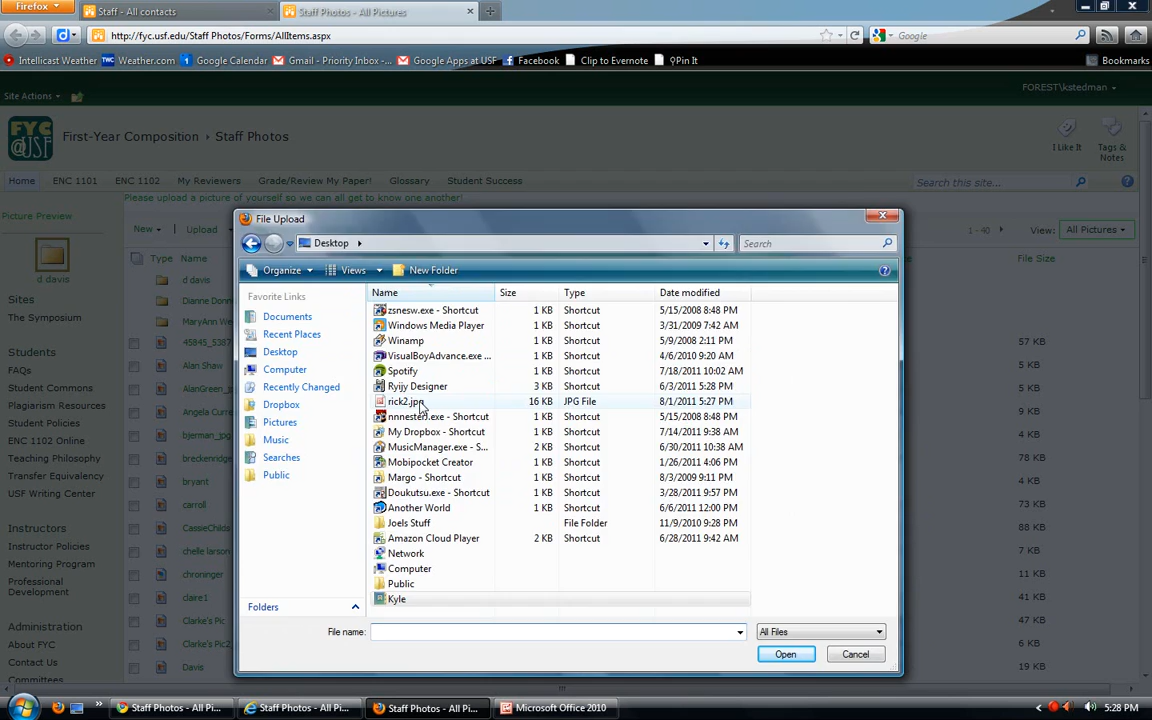 Firefox
Staff - All contacts
Staff Photos - All Pictures
http://fyc.usf.edu/Staff Photos/Forms/AllItems.aspx
Google
Intellicast Weather
Weather.com
Google Calendar
Gmail - Priority Inbox -...
Google Apps at USF
Facebook
Clip to Evernote
Pin It
Bookmarks
Site Actions
FOREST\kstedman
FYC @USF
First-Year Composition
Staff Photos
I Like It
Tags & Notes
Home
ENC 1101
ENC 1102
My Reviewers
Grade/Review My Paper!
Glossary
Student Success
Search this site...
Please upload a picture of yourself so we can all get to know one another!
Picture Preview
New
Upload
1 - 40
View:
All Pictures
Type
Name
File Size
Sites
The Symposium
Students
FAQs
Student Commons
Plagiarism Resources
Student Policies
ENC 1102 Online
Teaching Philosophy
Transfer Equivalency
USF Writing Center
Instructors
Instructor Policies
Mentoring Program
Professional Development
Administration
About FYC
Contact Us
Committees
d davis
Dianne Donn
MaryAnn We
45845_5387
Alan Shaw
AlanGreen_
Angela Curra
bjerman_jpg
breckenridge
bryant
carroll
CassieChilds
chelle larson
chroninger
claire1
Clarke's Pic
Clarke's Pic2
Davis
57 KB
7 KB
7 KB
4 KB
6 KB
4 KB
73 KB
88 KB
72 KB
10 KB
31 KB
11 KB
16 KB
16 KB
19 KB
File Upload
Desktop
Search
Organize
Views
New Folder
Favorite Links
Documents
Recent Places
Desktop
Computer
Recently Changed
Dropbox
Pictures
Music
Searches
Public
Folders
Name Size Type Date modified
zsnesw.exe - Shortcut 1 KB Shortcut 5/15/2008 8:48 PM
Windows Media Player 1 KB Shortcut 3/31/2009 7:42 AM
Winamp 1 KB Shortcut 5/9/2008 2:11 PM
VisualBoyAdvance.exe ... 1 KB Shortcut 4/6/2010 9:20 AM
Spotify 1 KB Shortcut 7/18/2011 10:02 AM
Ryijy Designer 3 KB Shortcut 6/3/2011 5:28 PM
rick2.jpg 16 KB JPG File 8/1/2011 5:27 PM
1 KB Shortcut 5/15/2008 8:48 PM
My Dropbox - Shortcut 1 KB Shortcut 7/14/2011 9:38 AM
MusicManager.exe - S... 2 KB Shortcut 6/30/2011 10:38 AM
Mobipocket Creator 1 KB Shortcut 1/26/2011 4:06 PM
Margo - Shortcut 1 KB Shortcut 8/3/2009 9:11 PM
Doukutsu.exe - Shortcut 1 KB Shortcut 3/28/2011 9:57 PM
Another World 1 KB Shortcut 6/6/2011 12:00 PM
Joels Stuff File Folder 11/9/2010 9:28 PM
Amazon Cloud Player 2 KB Shortcut 6/28/2011 9:42 AM
Network
Computer
Public
Kyle
File name:
All Files
Open
Cancel
Staff Photos - All Pi...
Staff Photos - All Pi...
Staff Photos - All Pi...
Microsoft Office 2010
5:28 PM